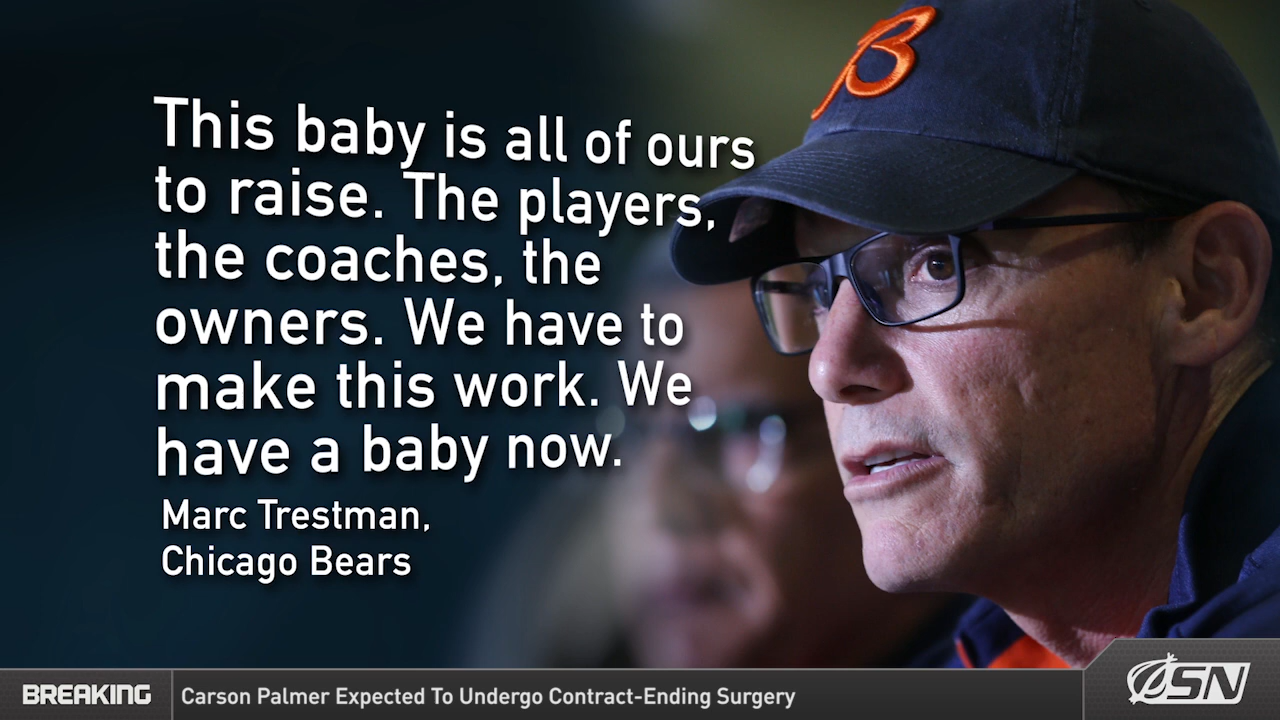 This baby is all of ours
to raise. The players,
the coaches, the
owners. We have to
make this work. We
have a baby now.
Marc Trestman,
Chicago Bears
B
BREAKING
Carson Palmer Expected To Undergo Contract-Ending Surgery
OSN